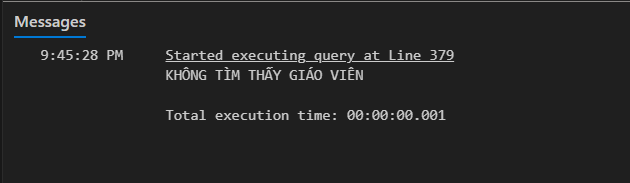 Messages
9:45:28 PM Started executing query at Line 379
KHÔNG TÌM THẤY GIÁO VIÊN
Total execution time: 00:00:00.001